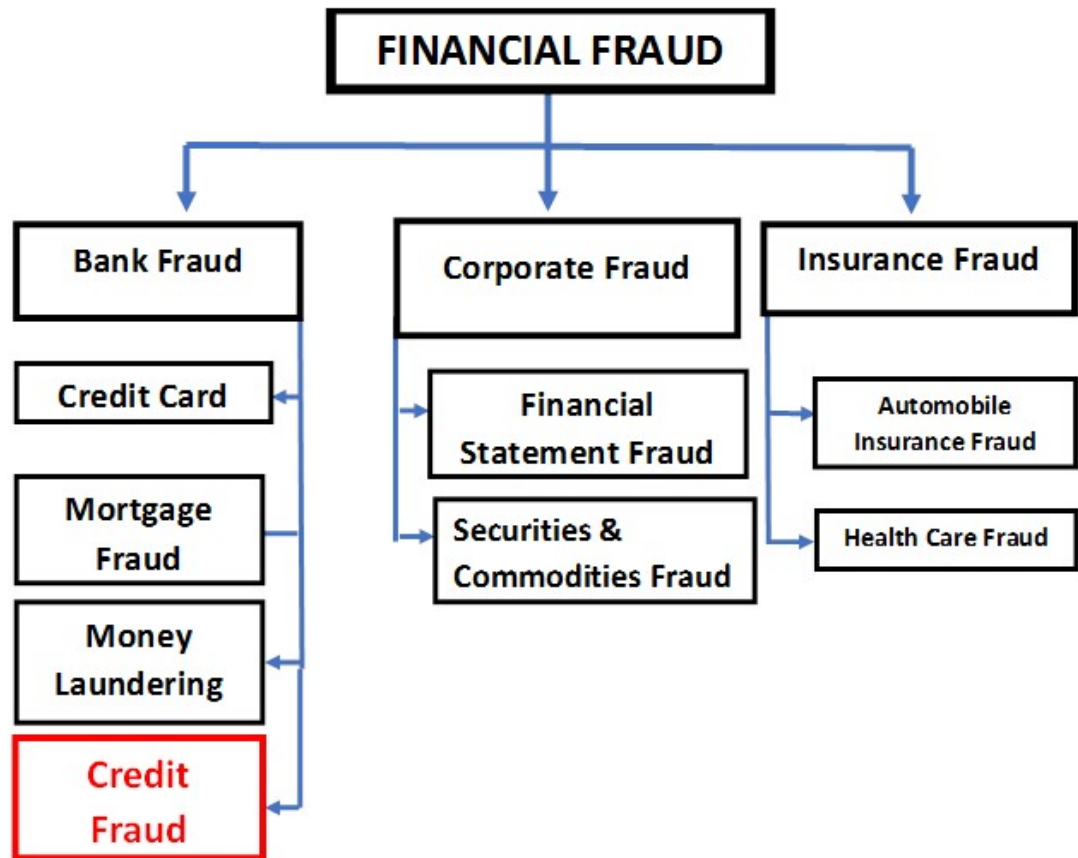 FINANCIAL FRAUD
Bank Fraud
Credit Card
Mortgage
Fraud
Money
Laundering
Credit
Fraud
Corporate Fraud
Financial
Statement Fraud
Securities &
Commodities Fraud
Insurance Fraud
Automobile
Insurance Fraud
Health Care Fraud